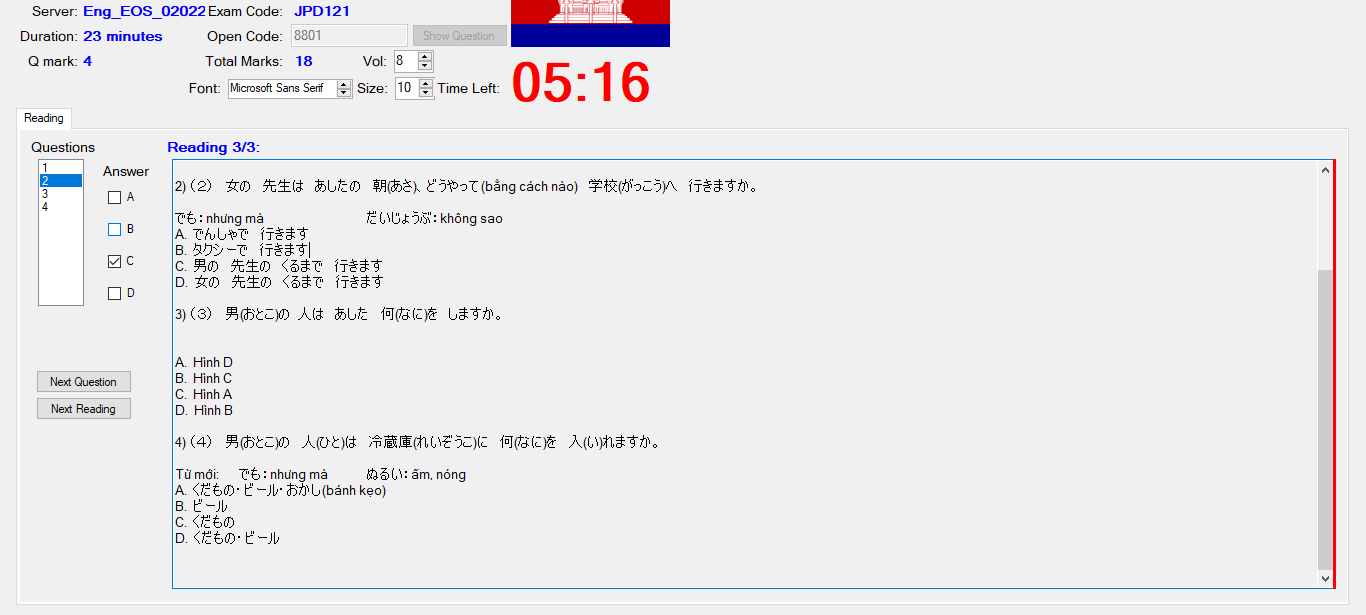 Server: Eng_EOS_02022 Exam Code: JPD121
Duration: 23 minutes Open Code: 8801 Show Question
Q mark: 4 Total Marks: 18 Vol: 8
Font: Microsoft Sans Serif Size: 10 Time Left: 05:16
Reading
Questions
1
2
3
4
Answer
A
B
C
D
Next Question
Next Reading
Reading 3/3:
2) (２) 女の 先生は あしたの 朝(あさ)、どうやって(bằng cách nào) 学校(がっこう)へ 行きますか。
でも：nhưng mà だいじょうぶ：không sao
A. でんしゃで 行きます
B. タクシーで 行きます
C. 男の 先生の くるまで 行きます
D. 女の 先生の くるまで 行きます
3) (３) 男(おとこ)の 人は あした 何(なに)を しますか。
A. Hình D
B. Hình C
C. Hình A
D. Hình B
4) (４) 男(おとこ)の 人(ひと)は 冷蔵庫(れいぞうこ)に 何(なに)を 入(い)れますか。
Từ mới: でも：nhưng mà ぬるい：ấm, nóng
A. くだもの・ビール・おかし(bánh kẹo)
B. ビール
C. くだもの
D. くだもの・ビール